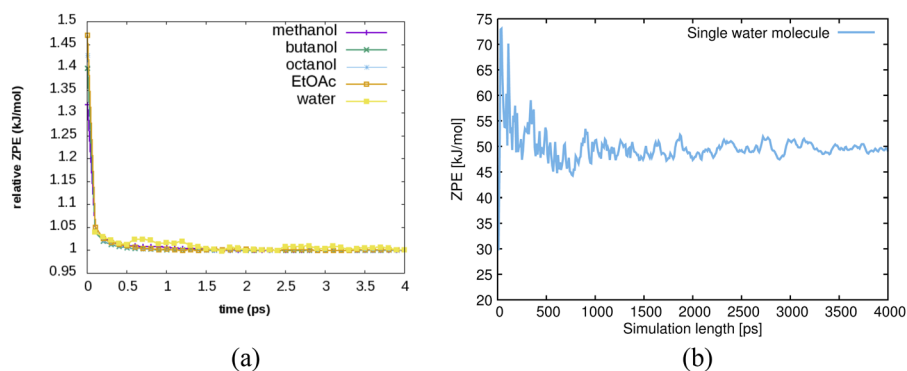 1.45
1.4
1.35
1.3
1.25
1.2
1.15
1.1
1.05
1
0.95
relative ZPE (kJ/mol)
methanol
butanol
octanol
EtOAc
water
0 0.5 1 1.5 2 2.5 3 3.5 4
time (ps)
(a)
75
70
65
60
55
50
45
40
35
30
25
20
ZPE [kJ/mol]
Single water molecule
0 500 1000 1500 2000 2500 3000 3500 4000
Simulation length [ps]
(b)